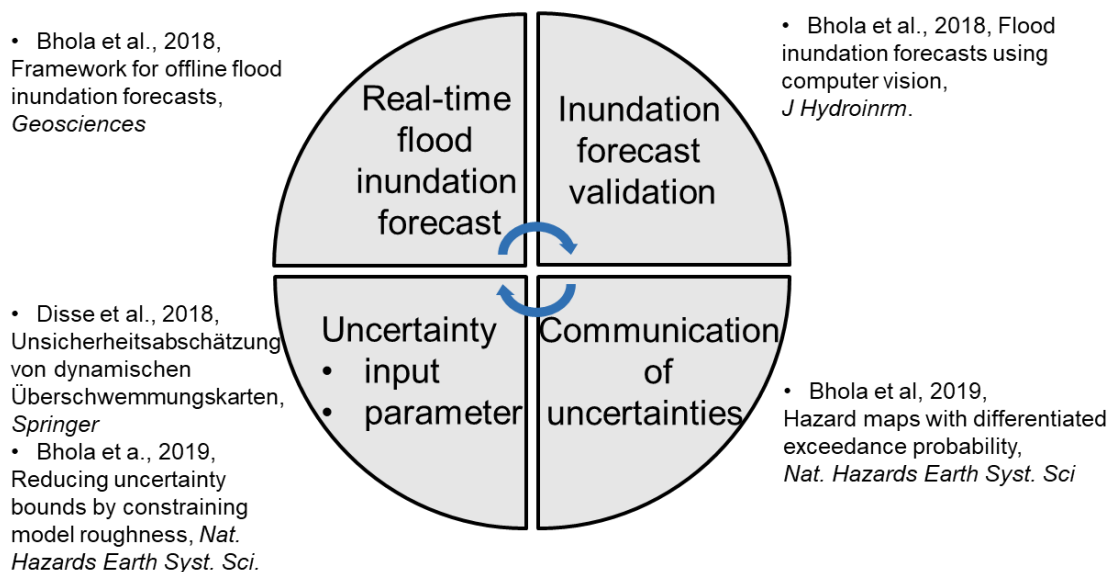 • Bhola et al., 2018,
Framework for offline flood
inundation forecasts,
Geosciences
Real-time
flood
inundation
forecast
Inundation
forecast
validation
• Bhola et al., 2018, Flood
inundation forecasts using
computer vision,
J Hydroinrm.
• Disse et al., 2018,
Unsicherheitsabschätzung
von dynamischen
Überschwemmungskarten,
Springer
• Bhola et a., 2019,
Reducing uncertainty
bounds by constraining
model roughness, Nat.
Hazards Earth Syst. Sci.
Uncertainty
• input
• parameter
Communication
of
uncertainties
• Bhola et al, 2019,
Hazard maps with differentiated
exceedance probability,
Nat. Hazards Earth Syst. Sci